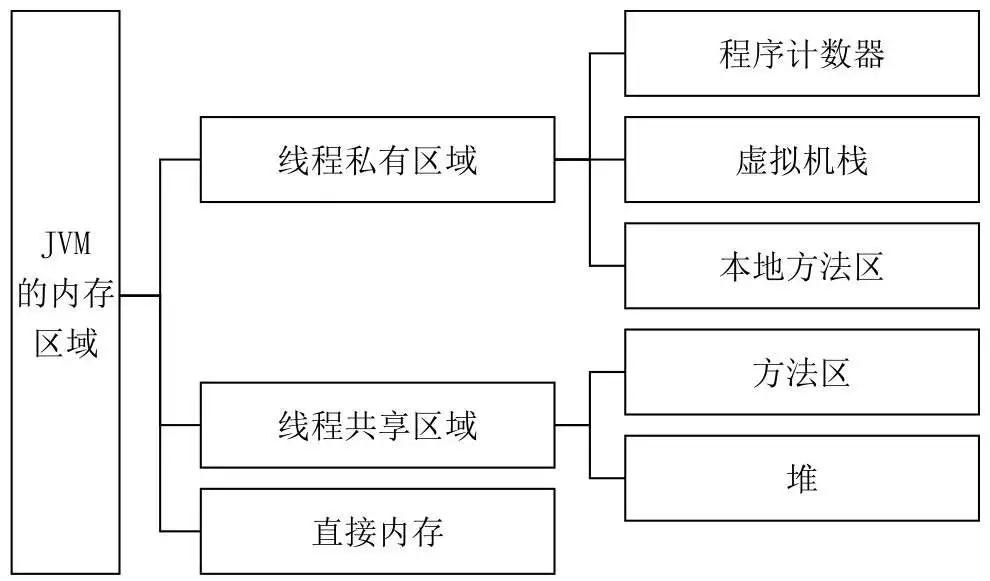 JVM
的内存
区域
线程私有区域
程序计数器
虚拟机栈
本地方法区
线程共享区域
方法区
堆
直接内存